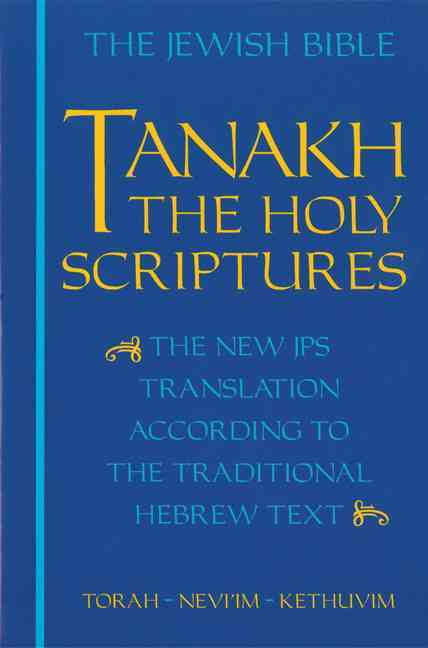 THE JEWISH BIBLE
TANAKH
THE HOLY
SCRIPTURES
THE NEW JPS
TRANSLATION
ACCORDING TO
THE TRADITIONAL
HEBREW TEXT
TORAH - NEVI'IM - KETHUVIM